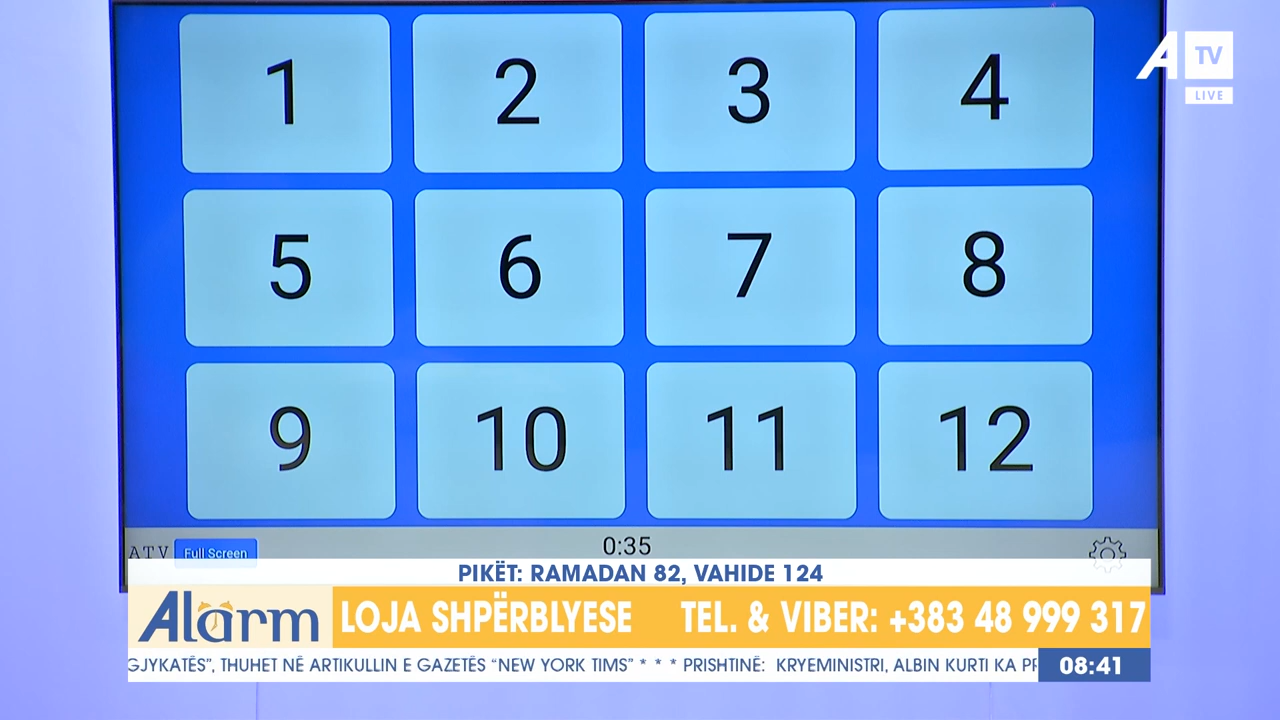 1 2 3 4
A TV
LIVE
5 6 7 8
9 10 11 12
ATV Full Screen 0:35
PIKËT: RAMADAN 82, VAHIDE 124
Alarm LOJA SHPËRBLYESE TEL. & VIBER: +383 48 999 317
GJYKATËS", THUHET NË ARTIKULLIN E GAZETËS “NEW YORK TIMS” * * * PRISHTINË: KRYEMINISTRI, ALBIN KURTI KA 08:41